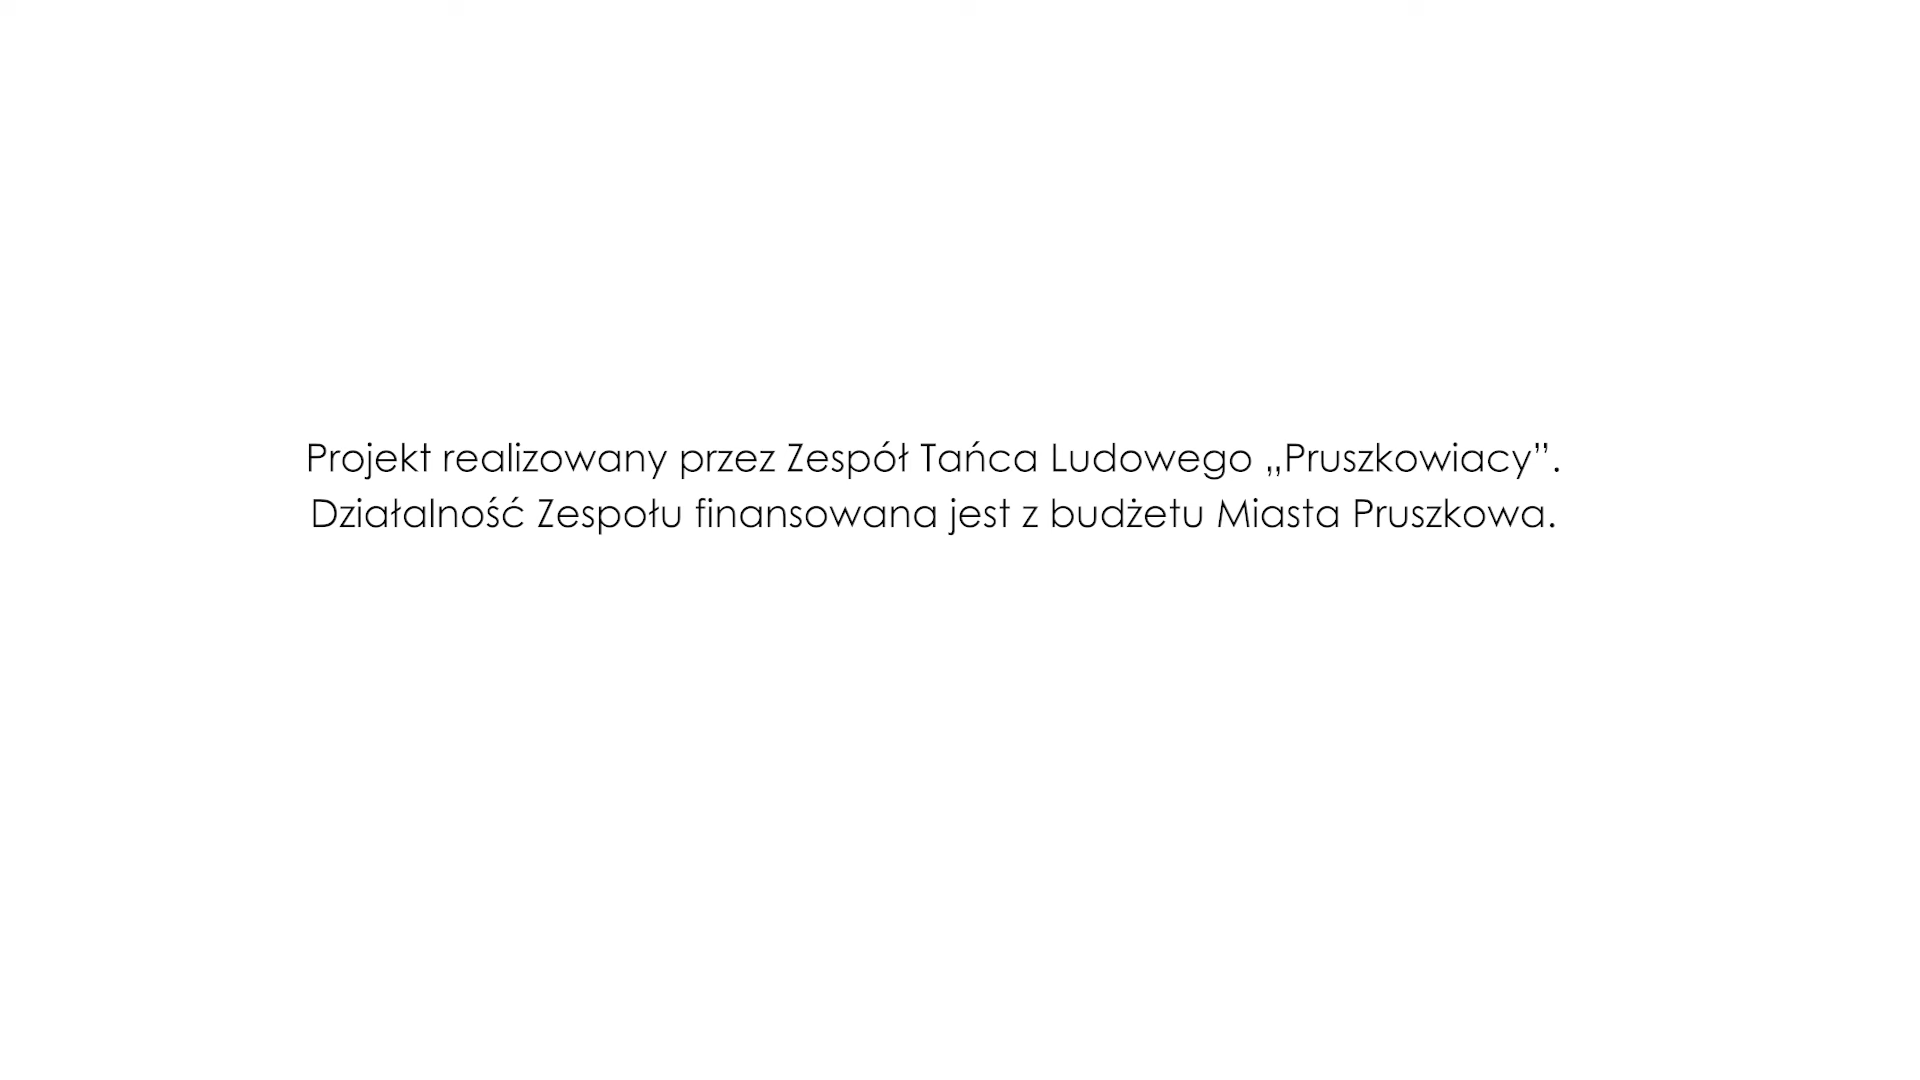 Projekt realizowany przez Zespół Tańca Ludowego „Pruszkowiacy”.
Działalność Zespołu finansowana jest z budżetu Miasta Pruszkowa.